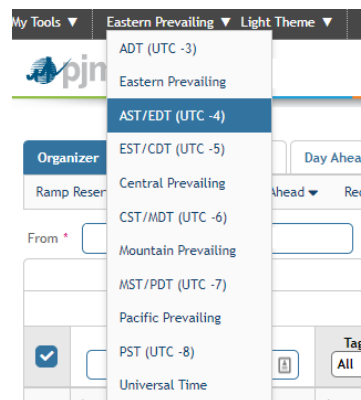 My Tools ▼ Eastern Prevailing ▼ Light Theme ▼
pjm
ADT (UTC -3)
Eastern Prevailing
AST/EDT (UTC -4)
EST/CDT (UTC -5)
Central Prevailing
CST/MDT (UTC -6)
Mountain Prevailing
MST/PDT (UTC -7)
Pacific Prevailing
PST (UTC -8)
Universal Time
Organizer Day Ahea
Ramp Reser Ahead
From *
Tag
All